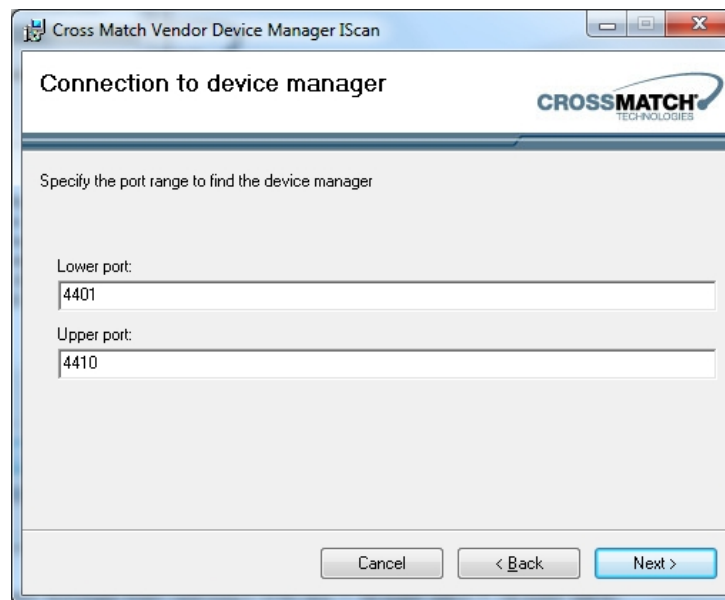 Cross Match Vendor Device Manager IScan
Connection to device manager
CROSSMATCH
TECHNOLOGIES
Specify the port range to find the device manager
Lower port:
4401
Upper port:
4410
Cancel
< Back
Next >